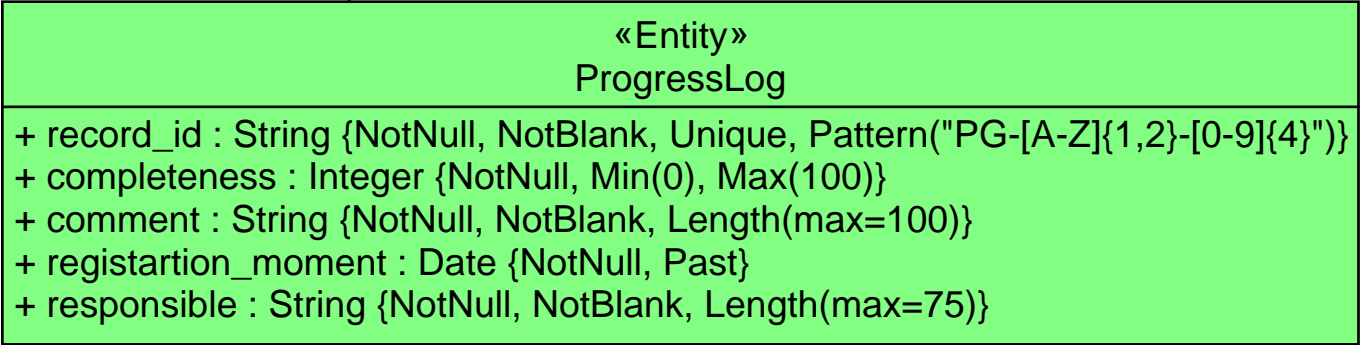 «Entity»
ProgressLog
+ record_id : String {NotNull, NotBlank, Unique, Pattern("PG-[A-Z]{1,2}-[0-9]{4}")}
+ completeness : Integer {NotNull, Min(0), Max(100)}
+ comment : String {NotNull, NotBlank, Length(max=100)}
+ registartion_moment : Date {NotNull, Past}
+ responsible : String {NotNull, NotBlank, Length(max=75)}